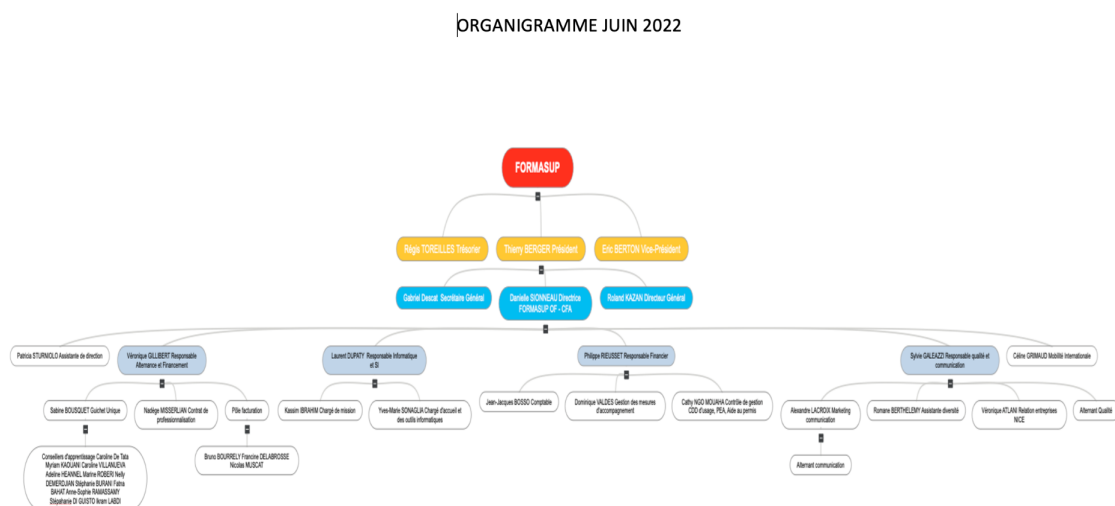 ORGANIGRAMME JUIN 2022
FORMASUP
Régis TOREILLES Trésorier
Thierry BERGER Président
Eric BERTON Vice-Président
Gabriel Descat Secrétaire Général
Danielle SIONNEAU Directrice
FORMASUP OF - CFA
Roland KAZAN Directeur Général
Patricia STURNIOLO Assistante de direction
Véronique GILLIBERT Responsable
Alternance et Financement
Laurent DUPATY Responsable Informatique
et SI
Philippe RIEUSSET Responsable Financier
Sylvie GALEAZZI Responsable qualité et
communication
Céline GRIMAUD Mobilité Internationale
Sabine BOUSQUET Guichet Unique
Nadège MISSERLIAN Contrat de
professionnalisation
Pôle facturation
Kassim IBRAHIM Chargé de mission
Yves-Marie SONAGLIA Chargé d'accueil et
des outils informatiques
Jean-Jacques BOSSO Comptable
Dominique VALDES Gestion des mesures
d'accompagnement
Cathy NGO MOUAHA Contrôle de gestion
CDD d'usage, PEA, Aide au permis
Alexandre LACROIX Marketing
communication
Romane BERTHELEMY Assistante diversité
Véronique ATLANI Relation entreprises
NICE
Alternant Qualité
Conseillers d'apprentissage Caroline De Tata
Myriam KAOUANI Caroline VILLANUEVA
Adeline HEANNEL Marine ROBERI Nelly
DEMERDJIAN Stéphanie BURANI Fatna
BAHAT Anne-Sophie RAMASSAMY
Stépahanie DI GUISTO Ikram LABDI
Bruno BOURRELY Francine DELABROSSE
Nicolas MUSCAT
Alternant communication